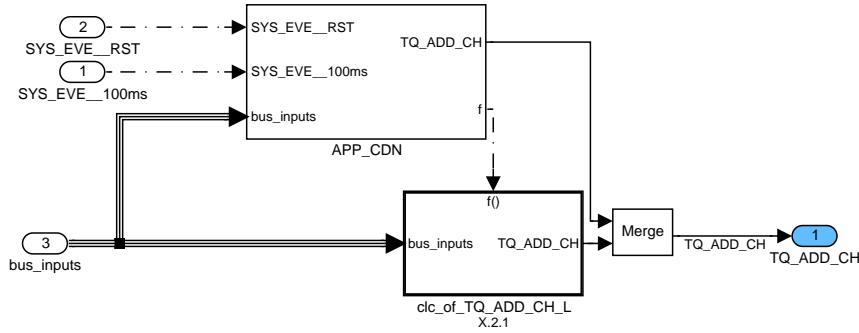 2
SYS_EVE__RST
1
SYS_EVE__100ms
SYS_EVE__RST
SYS_EVE__100ms
bus_inputs
TQ_ADD_CH
f
APP_CDN
3
bus_inputs
f()
bus_inputs
TQ_ADD_CH
clc_of_TQ_ADD_CH_L
X.2.1
Merge
TQ_ADD_CH
1
TQ_ADD_CH